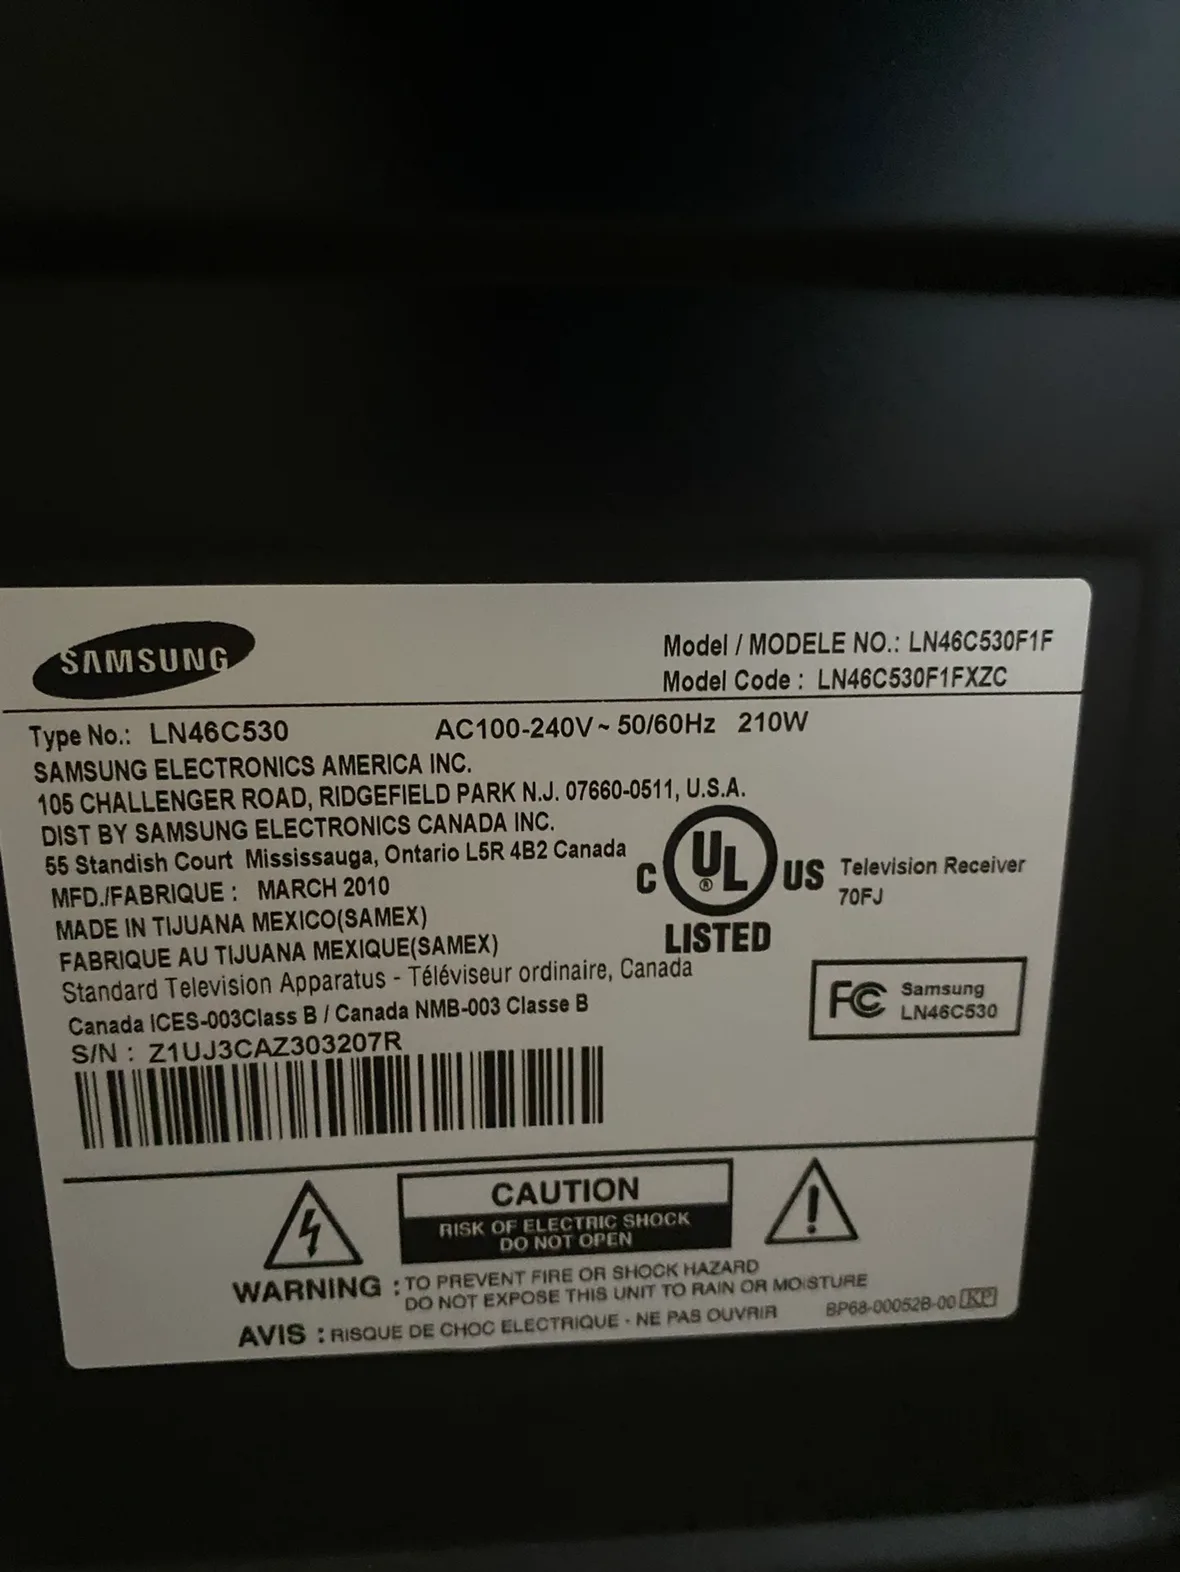 SAMSUNG
Model / MODELE NO.: LN46C530F1F
Model Code : LN46C530F1FXZC
Type No.: LN46C530 AC100-240V~ 50/60Hz 210W
SAMSUNG ELECTRONICS AMERICA INC.
105 CHALLENGER ROAD, RIDGEFIELD PARK N.J. 07660-0511, U.S.A.
DIST BY SAMSUNG ELECTRONICS CANADA INC.
55 Standish Court Mississauga, Ontario L5R 4B2 Canada
MFD./FABRIQUE : MARCH 2010
MADE IN TIJUANA MEXICO(SAMEX)
FABRIQUE AU TIJUANA MEXIQUE(SAMEX)
Standard Television Apparatus - Téléviseur ordinaire, Canada
Canada ICES-003Class B / Canada NMB-003 Classe B
S/N : Z1UJ3CAZ303207R
C UL ® US
LISTED
Television Receiver
70FJ
FC Samsung
LN46C530
CAUTION
RISK OF ELECTRIC SHOCK
DO NOT OPEN
!
WARNING : TO PREVENT FIRE OR SHOCK HAZARD
DO NOT EXPOSE THIS UNIT TO RAIN OR MOISTURE
AVIS : RISQUE DE CHOC ELECTRIQUE - NE PAS OUVRIR
BP68-00052B-00 KP